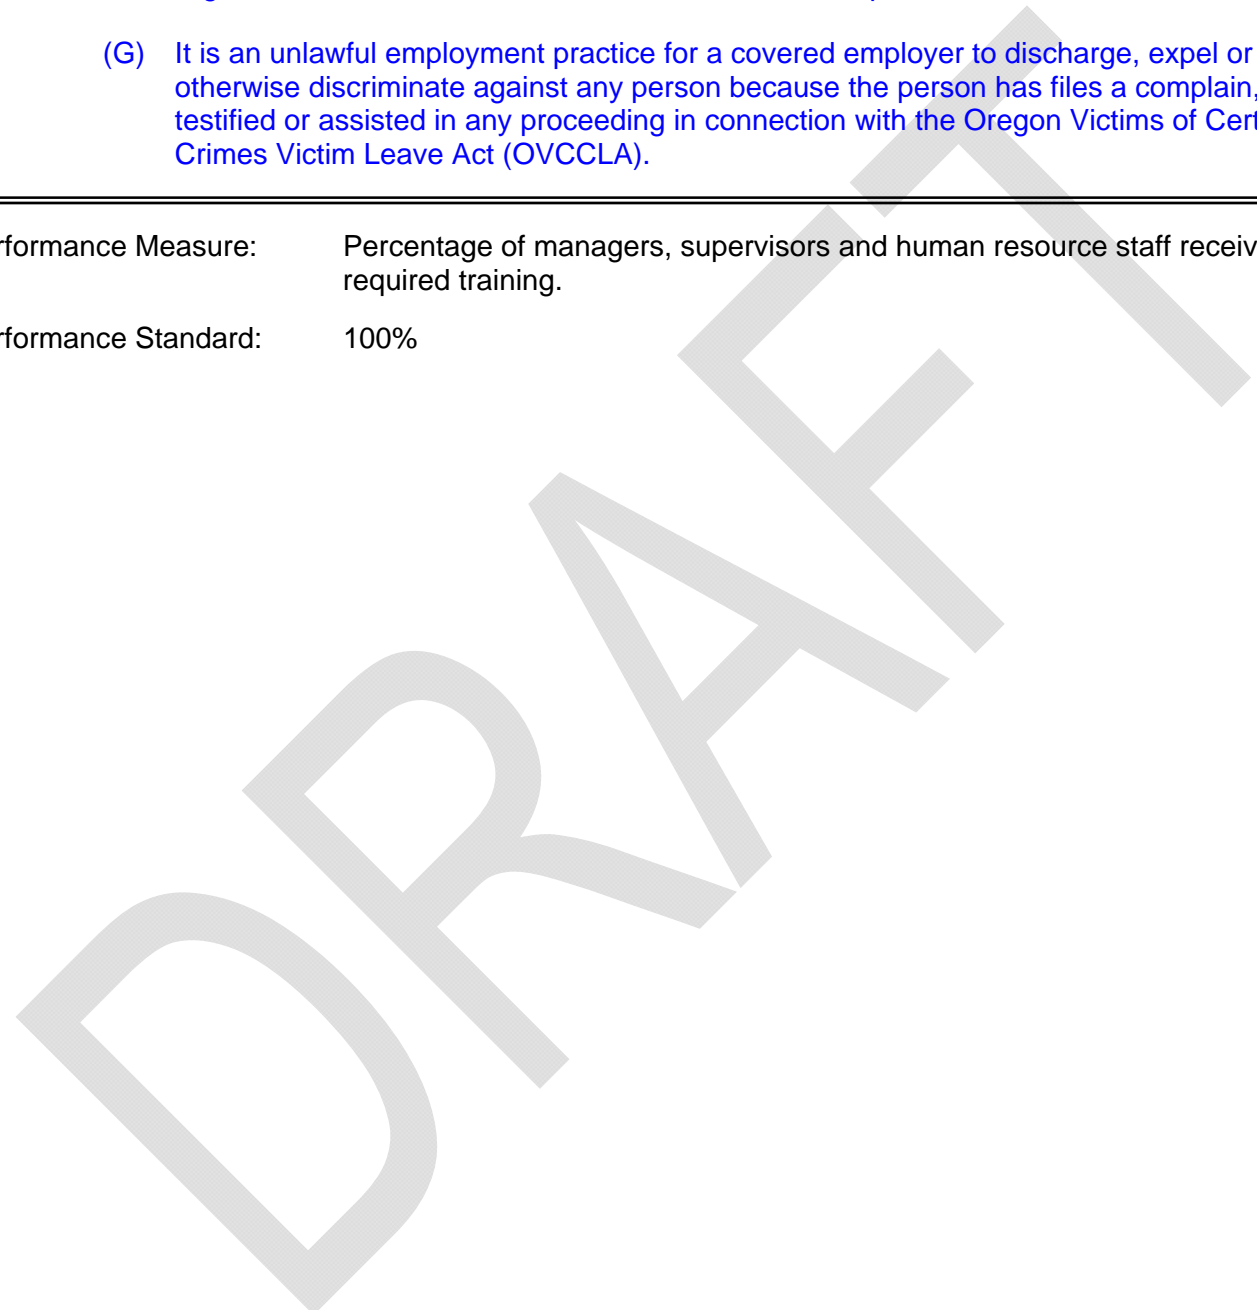 (G) It is an unlawful employment practice for a covered employer to discharge, expel or
otherwise discriminate against any person because the person has files a complain,
testified or assisted in any proceeding in connection with the Oregon Victims of Cert
Crimes Victim Leave Act (OVCCLA).
rformance Measure: Percentage of managers, supervisors and human resource staff receiv
required training.
rformance Standard: 100%
DRAFT